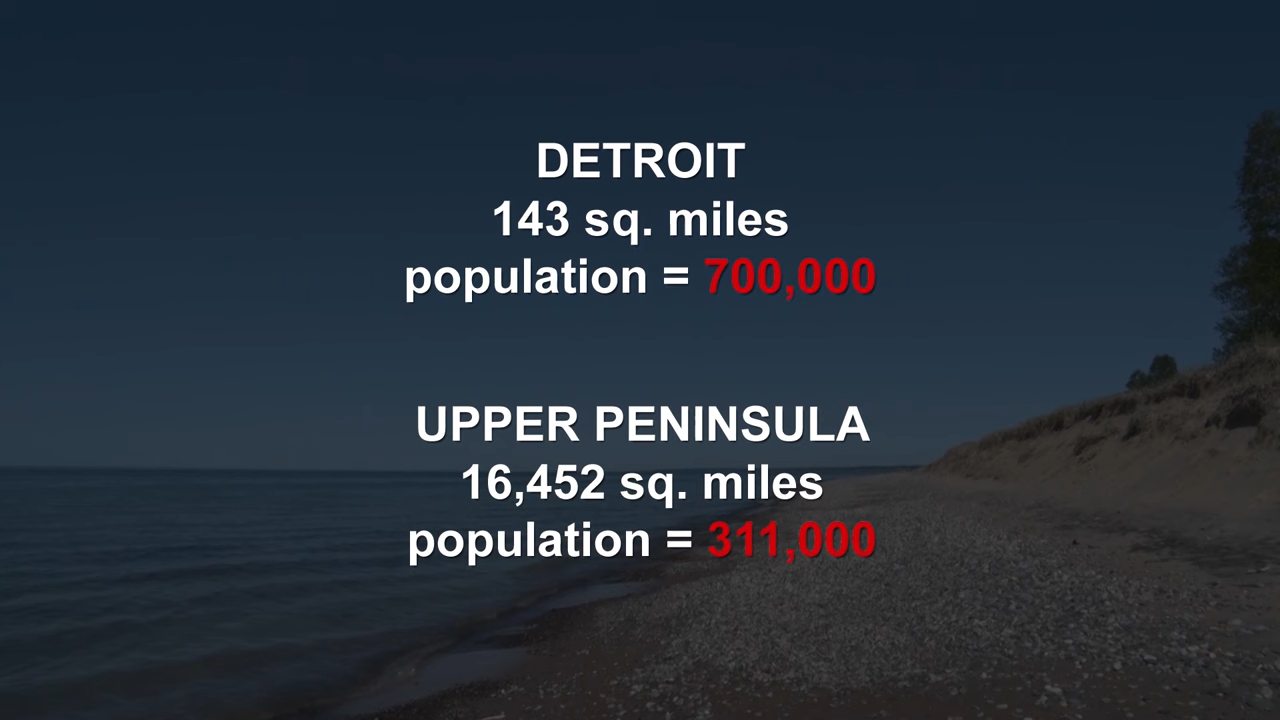 DETROIT
143 sq. miles
population = 700,000
UPPER PENINSULA
16,452 sq. miles
population = 311,000